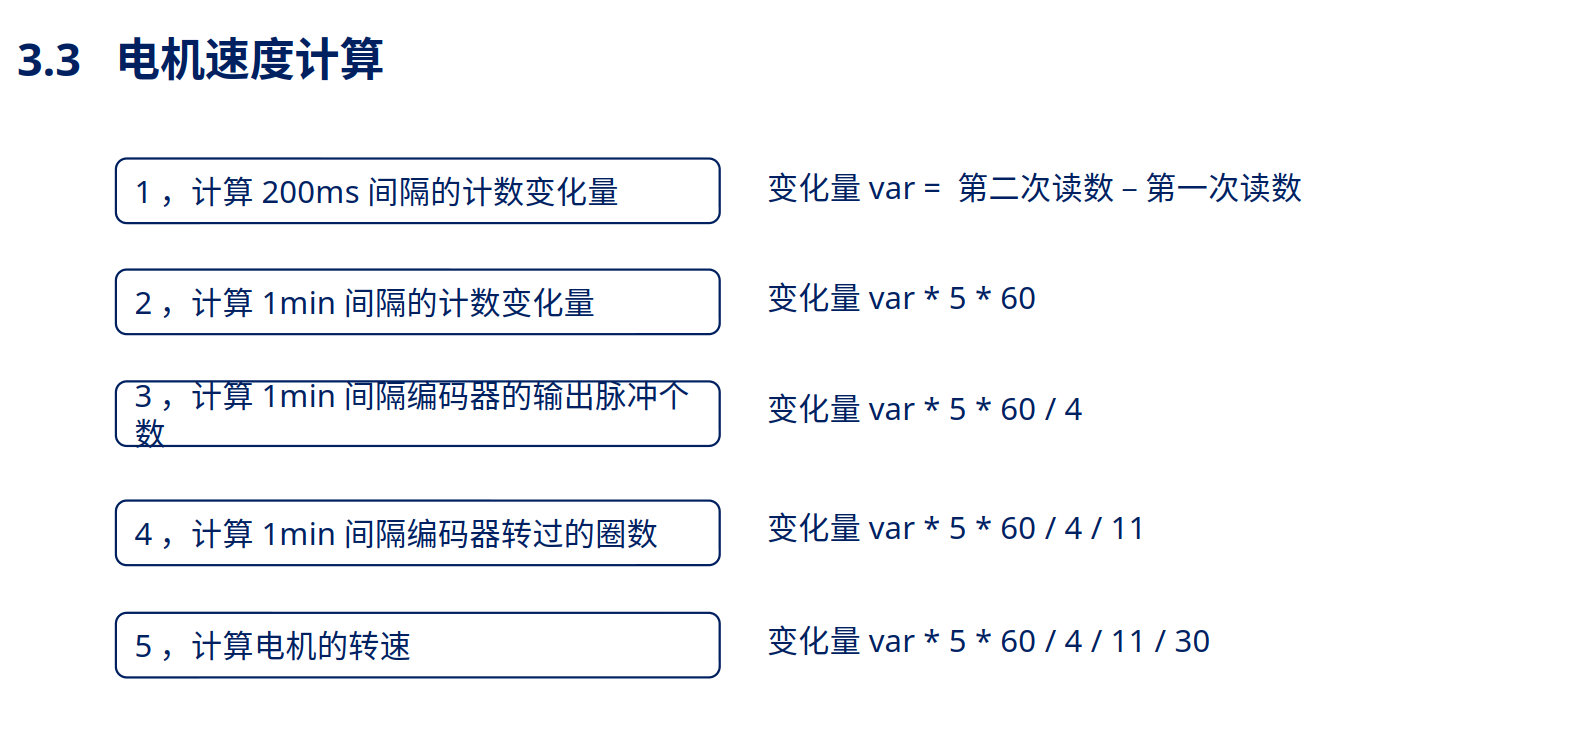 3.3 电机速度计算
1，计算 200ms 间隔的计数变化量
变化量 var = 第二次读数 – 第一次读数
2，计算 1min 间隔的计数变化量
变化量 var * 5 * 60
3，计算 1min 间隔编码器的输出脉冲个
数
变化量 var * 5 * 60 / 4
4，计算 1min 间隔编码器转过的圈数
变化量 var * 5 * 60 / 4 / 11
5，计算电机的转速
变化量 var * 5 * 60 / 4 / 11 / 30